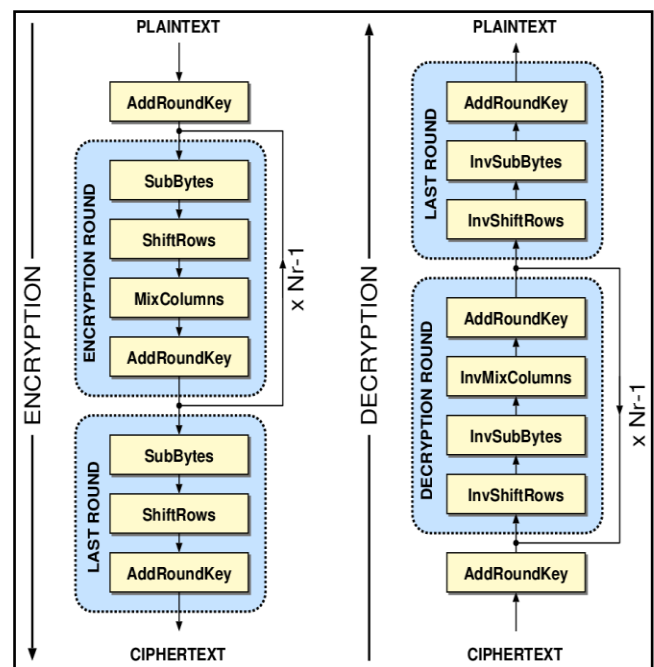 PLAINTEXT
AddRoundKey
SubBytes
ShiftRows
MixColumns
AddRoundKey
ENCRYPTION ROUND
x Nr-1
SubBytes
ShiftRows
AddRoundKey
LAST ROUND
CIPHERTEXT
ENCRYPTION
PLAINTEXT
AddRoundKey
InvSubBytes
InvShiftRows
LAST ROUND
AddRoundKey
InvMixColumns
InvSubBytes
InvShiftRows
DECRYPTION ROUND
x Nr-1
AddRoundKey
CIPHERTEXT
DECRYPTION